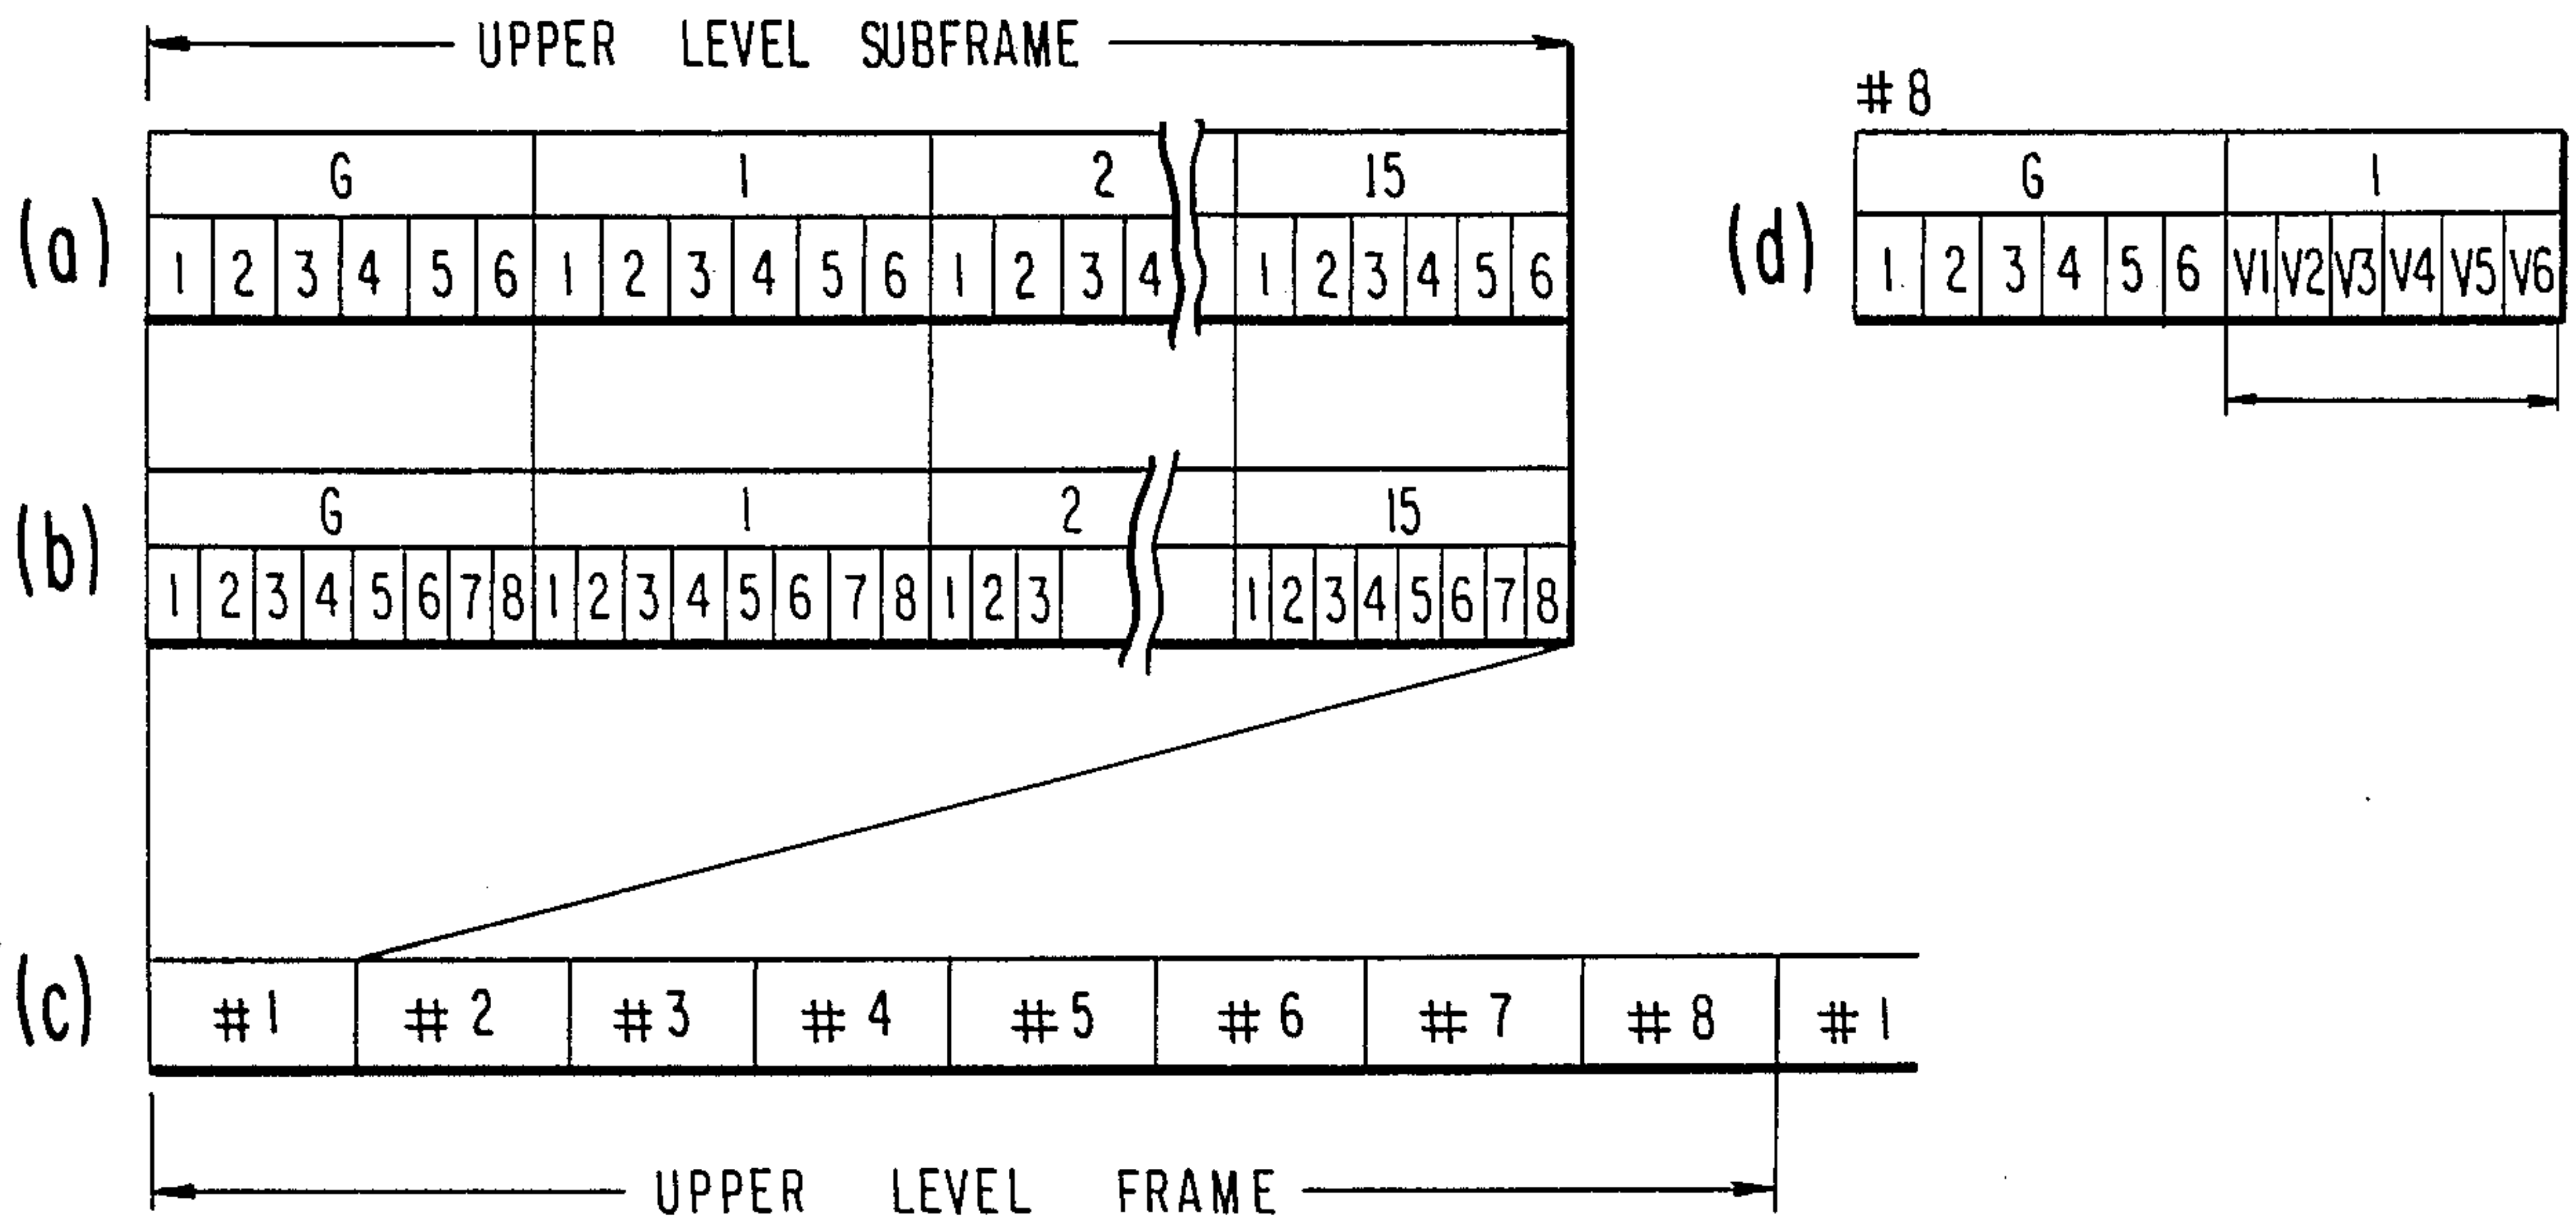 UPPER LEVEL SUBFRAME
(a)
G 1 2 15
1 2 3 4 5 6 1 2 3 4 5 6 1 2 3 4 1 2 3 4 5 6
#8
(d)
G 1
1 2 3 4 5 6 V1 V2 V3 V4 V5 V6
(b)
G 1 2 15
1 2 3 4 5 6 7 8 1 2 3 4 5 6 7 8 1 2 3 1 2 3 4 5 6 7 8
(c)
#1 #2 #3 #4 #5 #6 #7 #8 #1
UPPER LEVEL FRAME